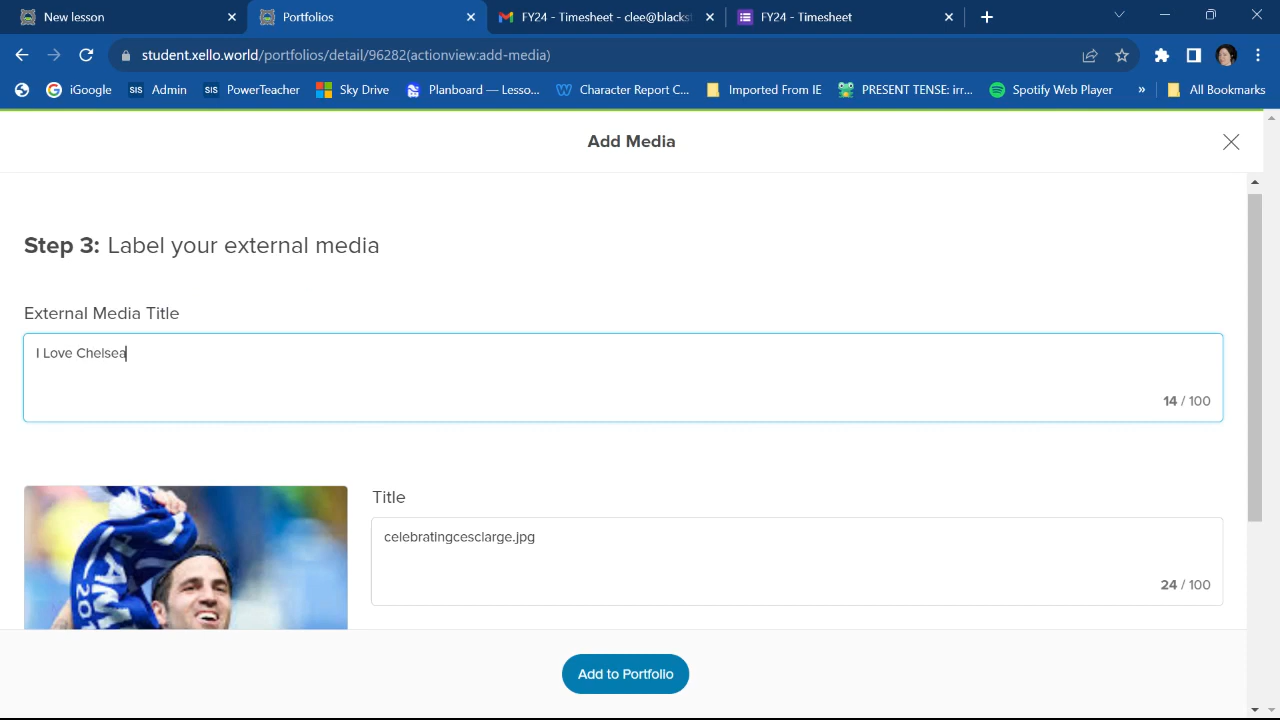 New lesson
Portfolios
FY24 - Timesheet - clee@blacks
FY24 - Timesheet
student.xello.world/portfolios/detail/96282(actionview:add-media)
iGoogle
SIS Admin
SIS PowerTeacher
Sky Drive
Planboard — Lesso...
Character Report C...
Imported From IE
PRESENT TENSE: irr...
Spotify Web Player
»
All Bookmarks
Add Media
Step 3: Label your external media
External Media Title
I Love Chelsea
14 / 100
Title
celebratingcesclarge.jpg
24 / 100
Add to Portfolio